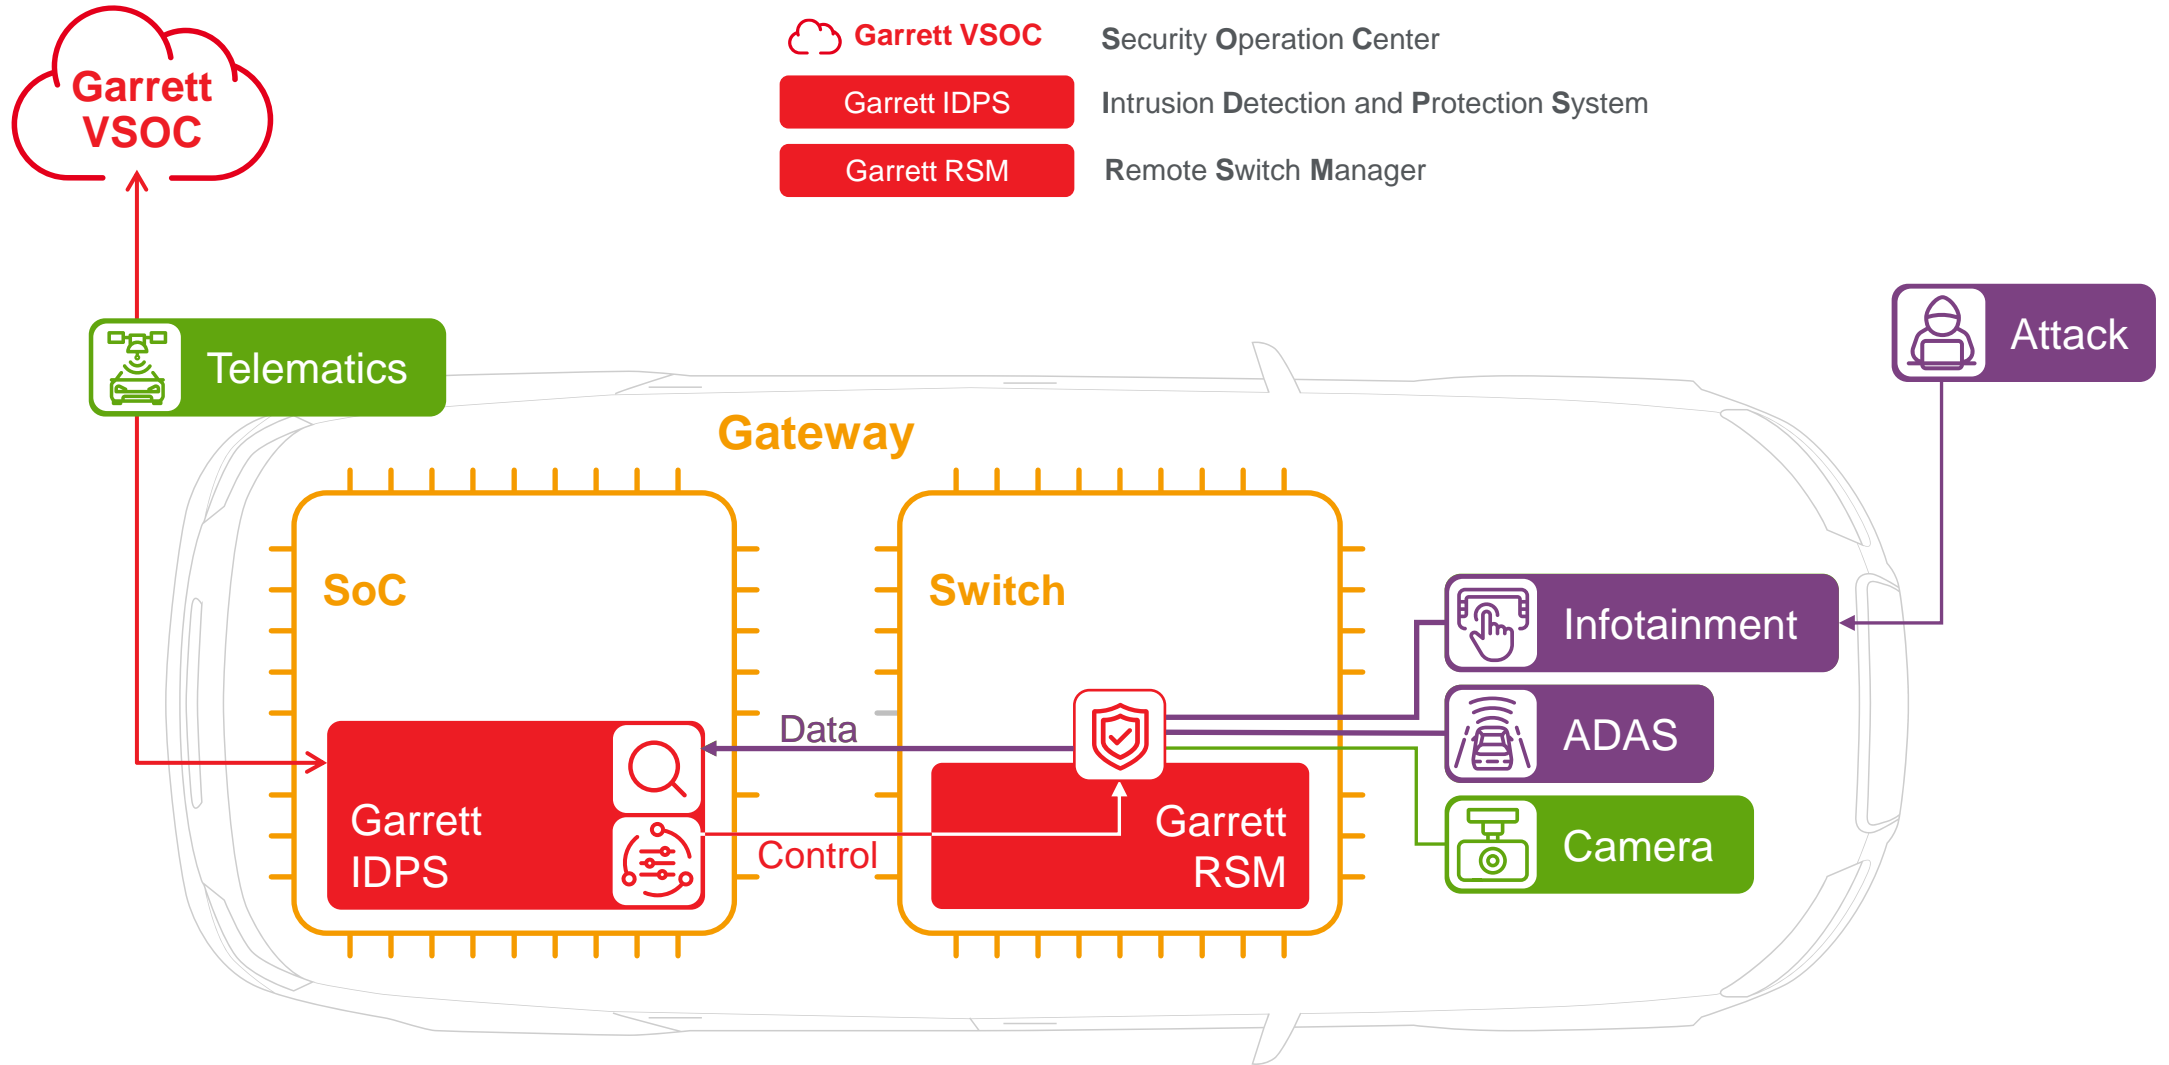 Garrett VSOC
Security Operation Center
Garrett IDPS
Intrusion Detection and Protection System
Garrett RSM
Remote Switch Manager
Garrett
VSOC
Telematics
Attack
Gateway
SoC
Switch
Infotainment
ADAS
Camera
Data
Control
Garrett
IDPS
Garrett
RSM